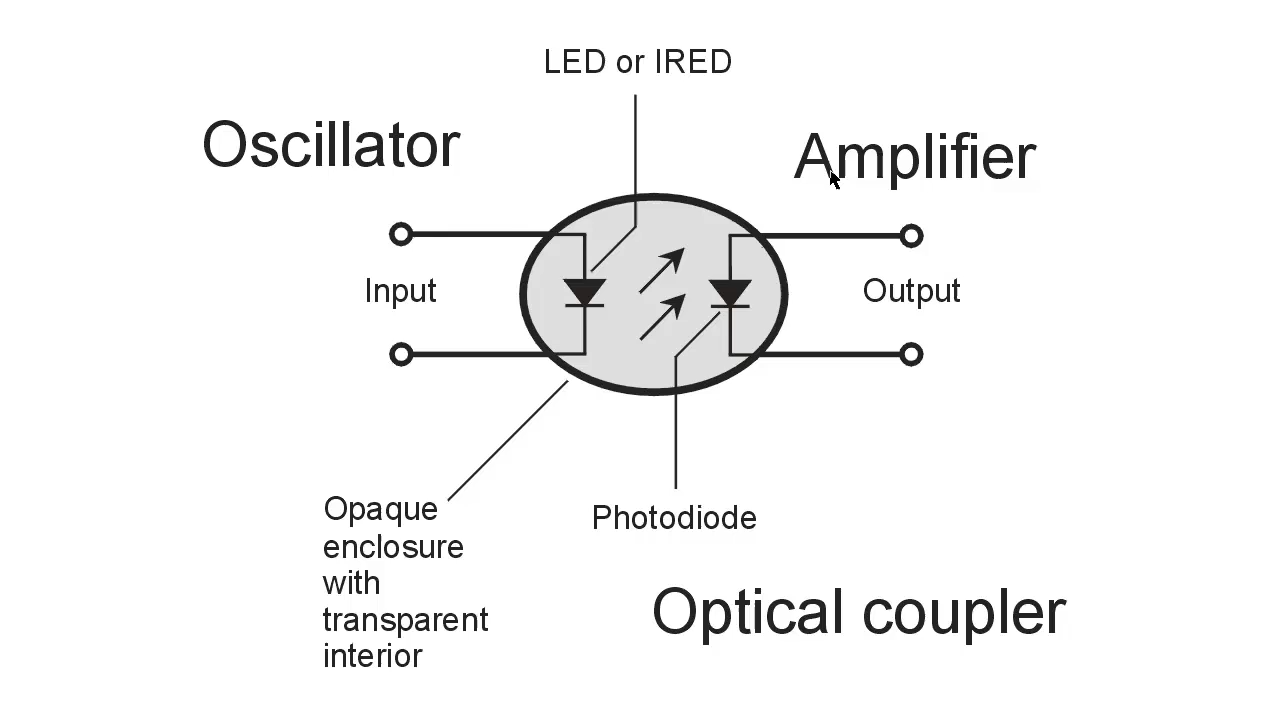 LED or IRED
Oscillator
Amplifier
Input
Output
Opaque
enclosure
with
transparent
interior
Photodiode
Optical coupler